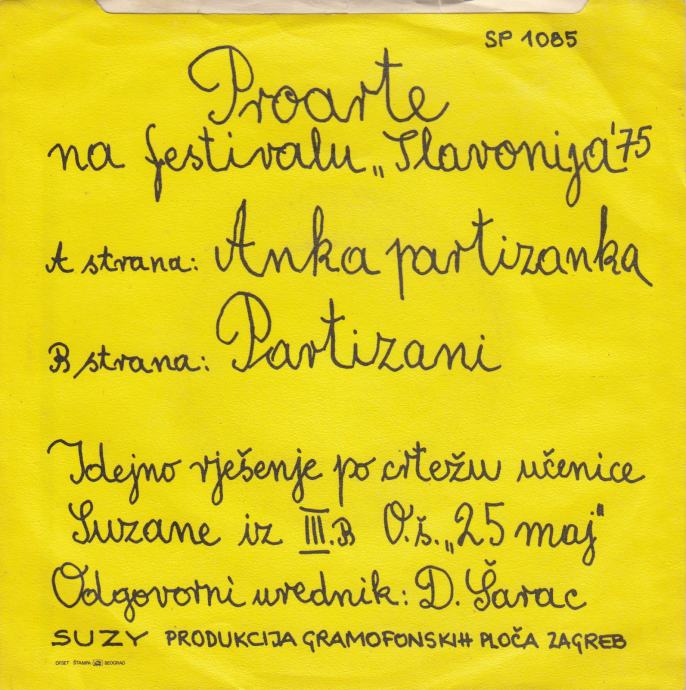 SP 1085
Proarte
na festivalu „Slavonija'75
A strana: Anka partizanka
B strana: Partizani
Idejno rješenje po crtežu učenice
Suzane iz III.B O.š. „25 maj"
Odgovorni urednik: D. Šarac
SUZY PRODUKCIJA GRAMOFONSKIH PLOČA ZAGREB
OFSET ŠTAMPA BEOGRAD